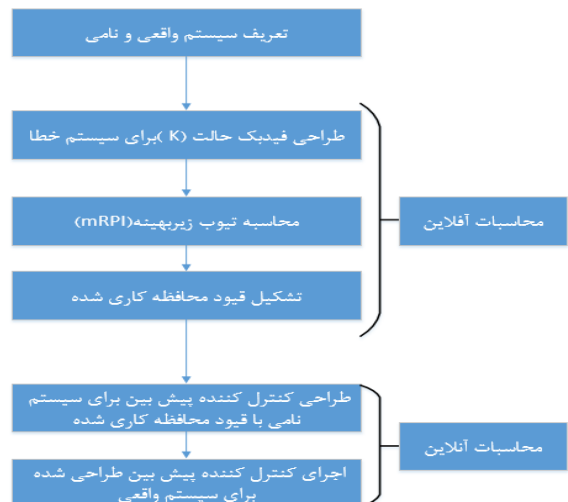 تعریف سیستم واقعی و نامی
طراحی فیدبک حالت (K )برای سیستم خطا
محاسبه تیوب زیربهینه(mRPI)
محاسبات آفلاین
تشکیل قیود محافظه کاری شده
طراحی کنترل کننده پیش بین برای سیستم
نامی با قیود محافظه کاری شده
محاسبات آنلاین
اجرای کنترل کننده پیش بین طراحی شده
برای سیستم واقعی